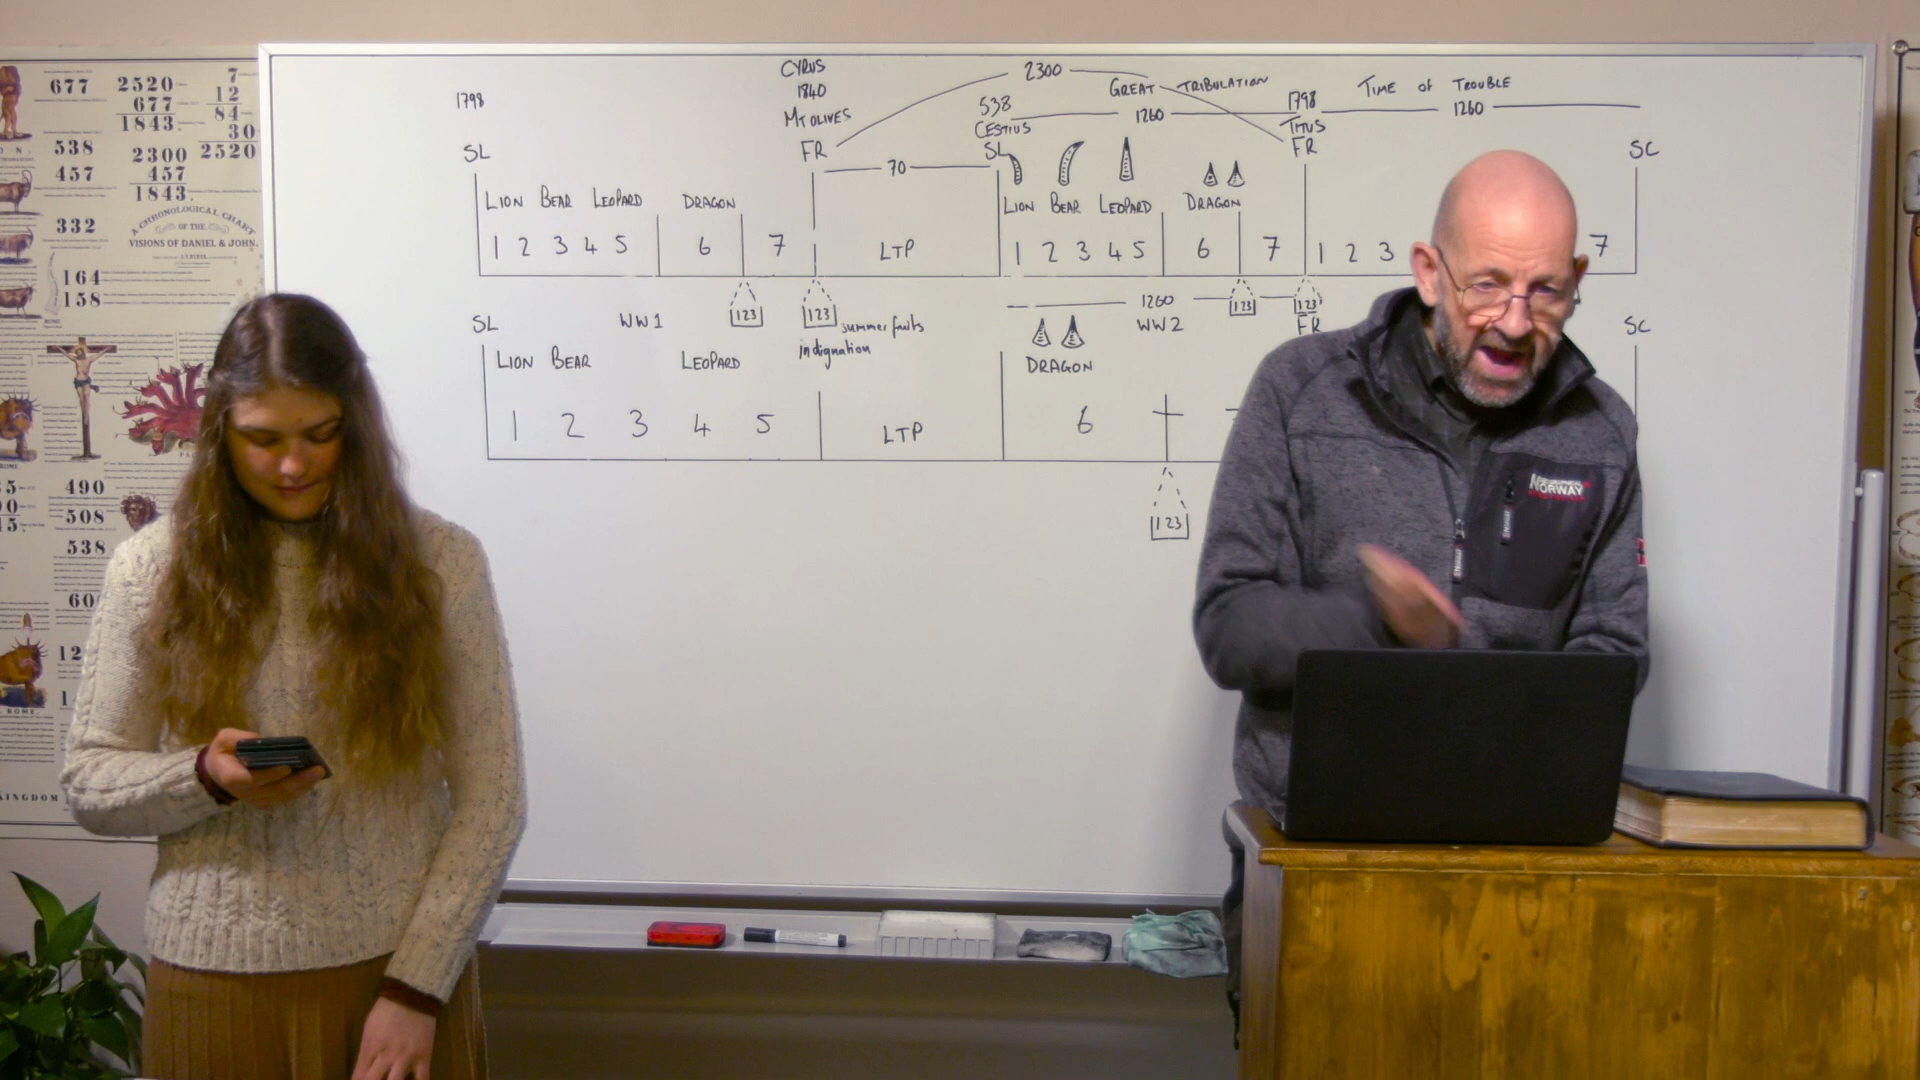 677
2520
677
1843.
7
12
84
30
2520
538
457
2300
457
1843.
332
A CHRONOLOGICAL CHART
OF THE
VISIONS OF DANIEL & JOHN.
164
158
490
508
538
ROME.
KINGDOM
1798
CYRUS
1840
MT OLIVES
2300
GREAT TRIBULATION
538
CESTIUS
1260
1798
TITUS
TIME OF TROUBLE
1260
SL
FR
70
SL
FR
SC
LION BEAR LEOPARD DRAGON
LION BEAR LEOPARD DRAGON
1 2 3 4 5 6 7 LTP 1 2 3 4 5 6 7 1 2 3 7
123 123 summer fruits
indignation
1260
123 123
SL
WW1
WW2
FR
SC
LION BEAR LEOPARD DRAGON
1 2 3 4 5 LTP 6
123
NORWAY